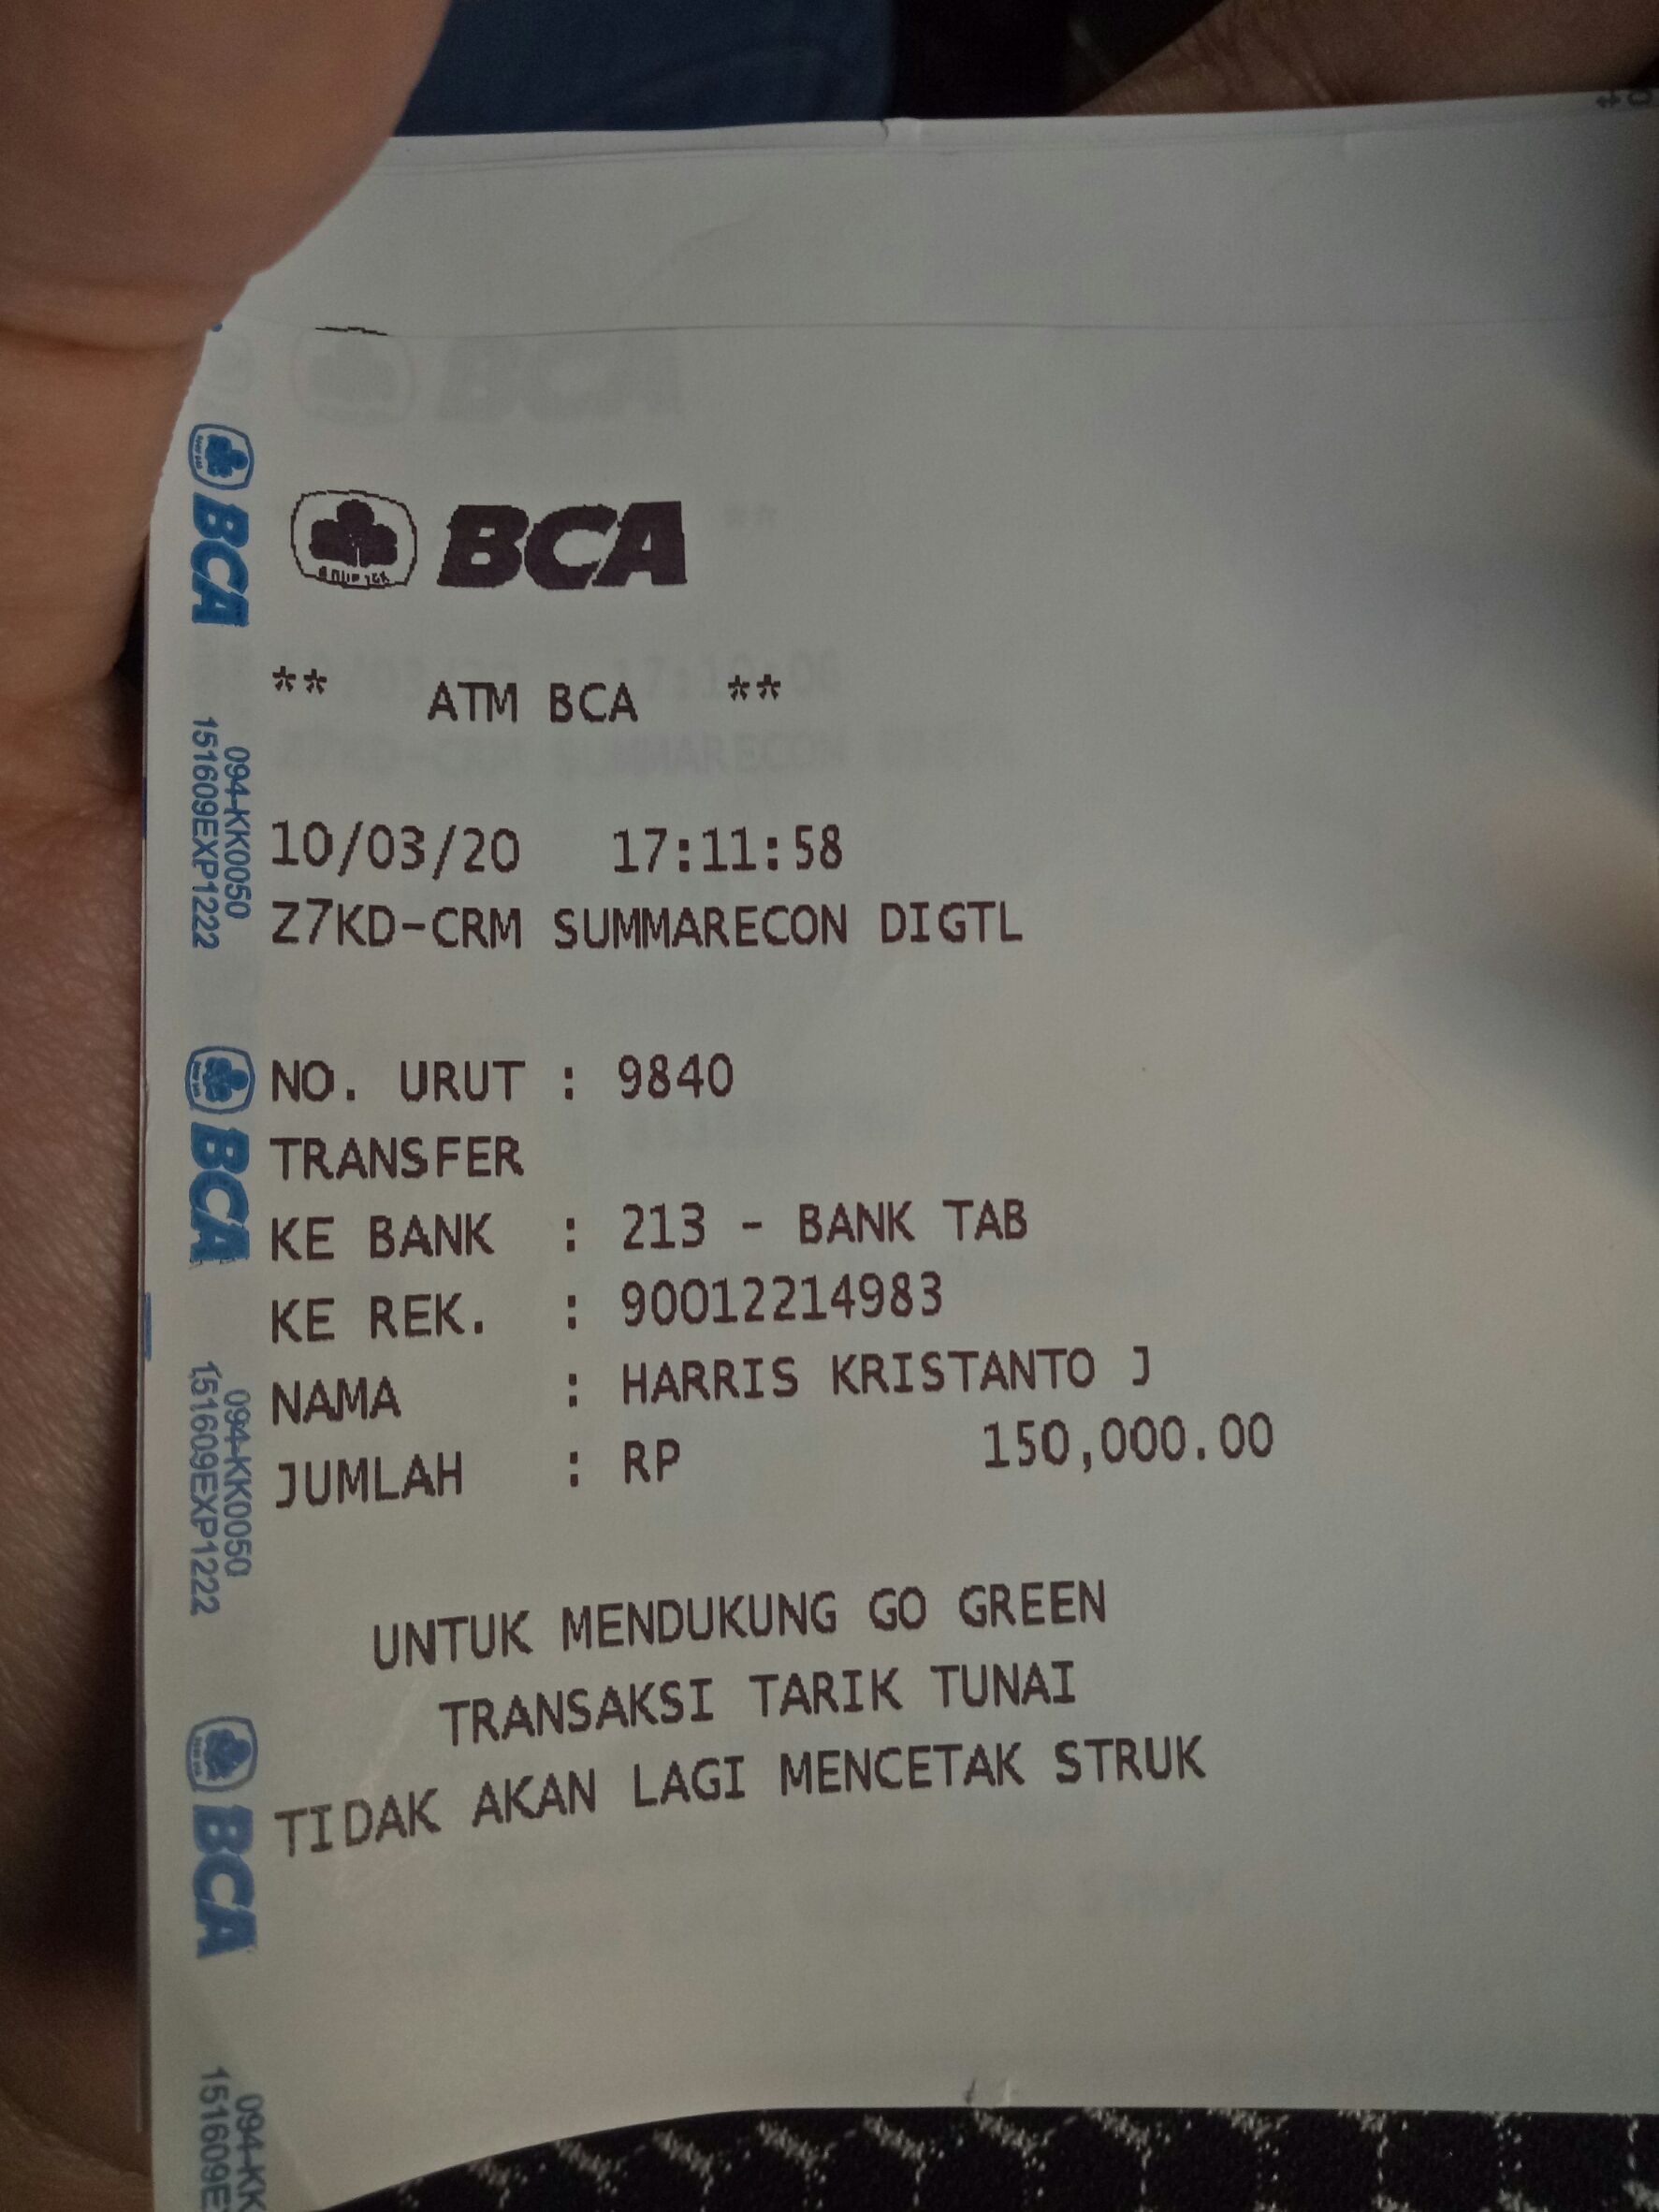 BCA
** ATM BCA **
10/03/20 17:11:58
Z7KD-CRM SUMMARECON DIGTL
NO. URUT : 9840
TRANSFER
KE BANK : 213 - BANK TAB
KE REK. : 90012214983
NAMA : HARRIS KRISTANTO J
JUMLAH : RP 150,000.00
UNTUK MENDUKUNG GO GREEN
TRANSAKSI TARIK TUNAI
TIDAK AKAN LAGI MENCETAK STRUK
BCA
094-KK0050
151609EXP1222
BCA
094-KK0050
151609EXP1222
BCA
094-KK
151609E